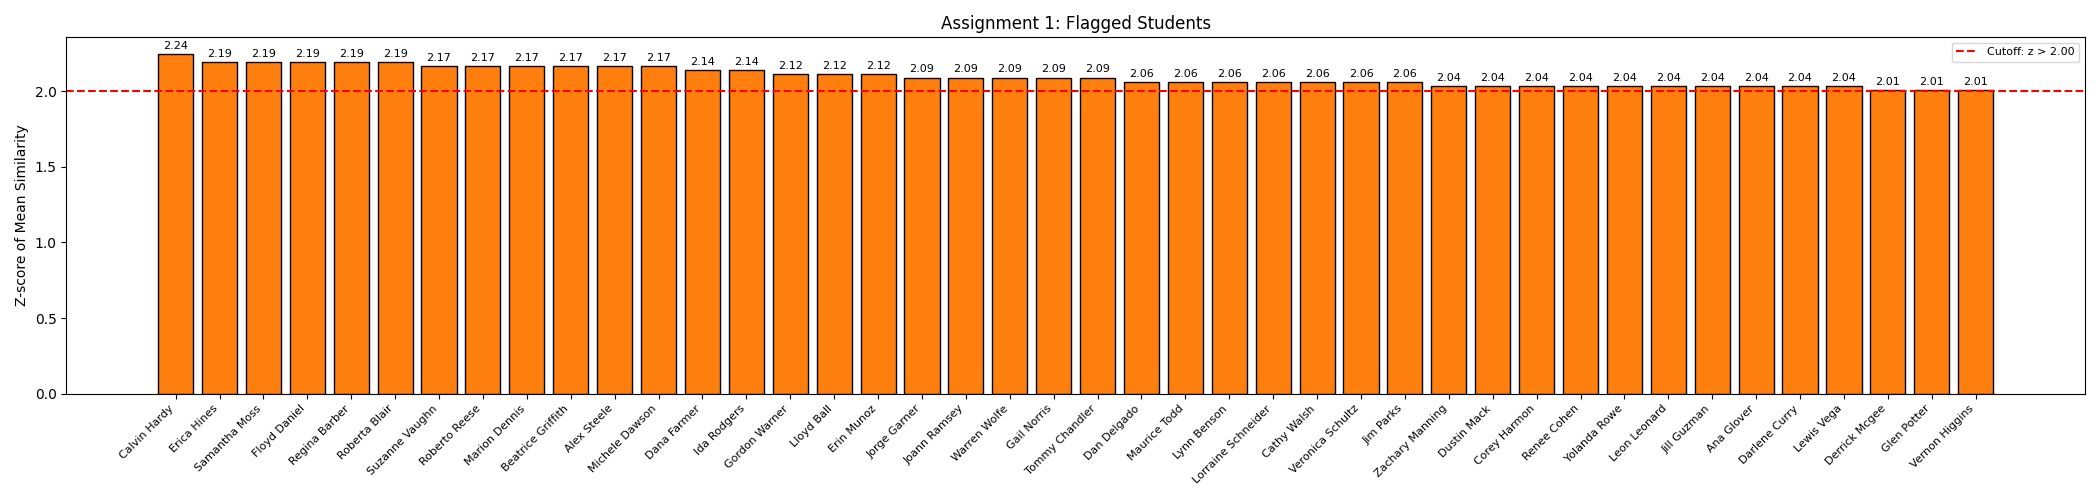 Assignment 1: Flagged Students
Cutoff: z > 2.00
Z-score of Mean Similarity
2.0
1.5
1.0
0.5
0.0
2.24 2.19 2.19 2.19 2.19 2.19 2.17 2.17 2.17 2.17 2.17 2.17 2.14 2.14 2.12 2.12 2.12 2.09 2.09 2.09 2.09 2.09 2.06 2.06 2.06 2.06 2.06 2.06 2.06 2.04 2.04 2.04 2.04 2.04 2.04 2.04 2.04 2.04 2.04 2.01 2.01 2.01
Calvin Hardy
Erica Hines
Samantha Moss
Floyd Daniel
Regina Barber
Roberta Blair
Suzanne Vaughn
Roberto Reese
Marion Dennis
Beatrice Griffith
Alex Steele
Michele Dawson
Dana Farmer
Ida Rodgers
Gordon Warner
Lloyd Ball
Erin Munoz
Jorge Garner
Joann Ramsey
Warren Wolfe
Gail Norris
Tommy Chandler
Dan Delgado
Maurice Todd
Lynn Benson
Lorraine Schneider
Cathy Walsh
Veronica Schultz
Jim Parks
Zachary Manning
Dustin Mack
Corey Harmon
Renee Cohen
Yolanda Rowe
Leon Leonard
Jill Guzman
Ana Glover
Darlene Curry
Lewis Vega
Derrick Mcgee
Glen Potter
Vernon Higgins